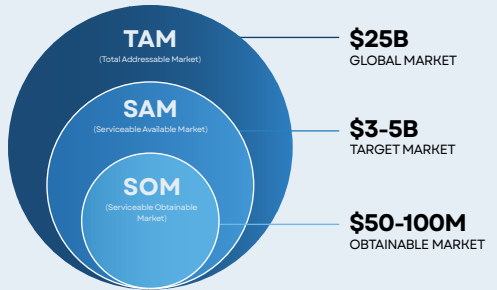 TAM
(Total Addressable Market)
$25B
GLOBAL MARKET
SAM
(Serviceable Available Market)
$3-5B
TARGET MARKET
SOM
(Serviceable Obtainable
Market)
$50-100M
OBTAINABLE MARKET